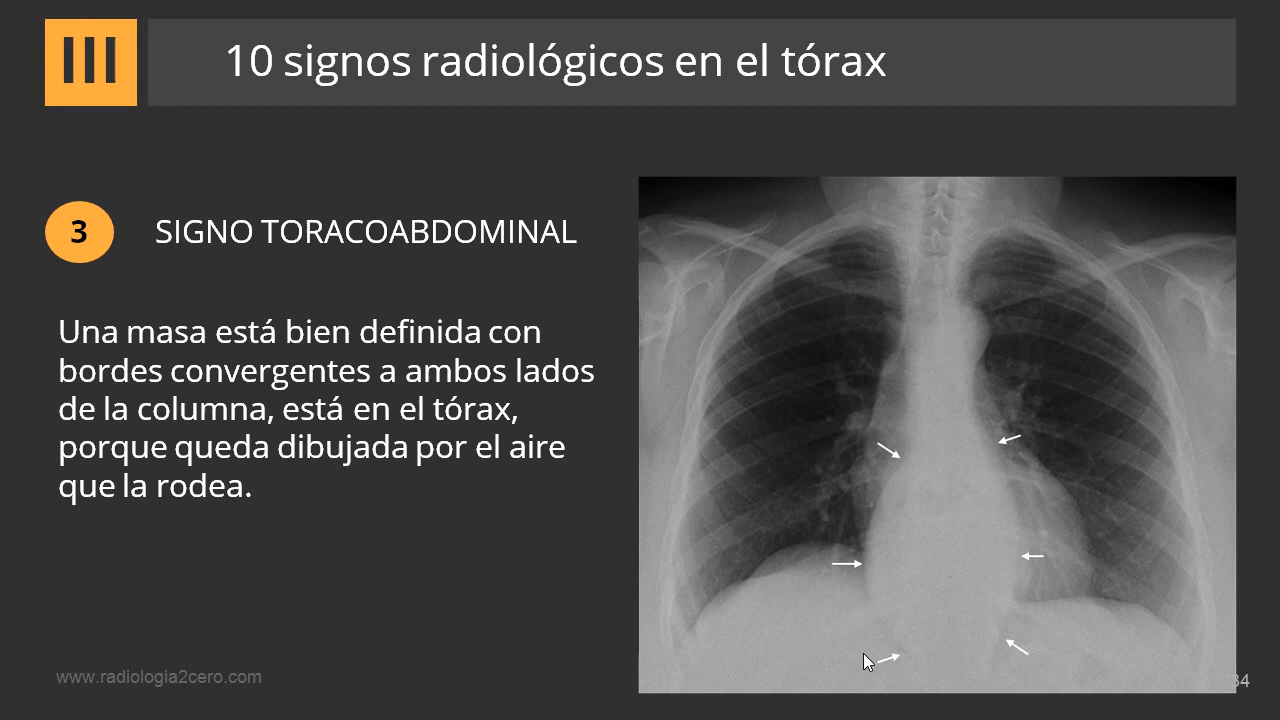 III
10 signos radiológicos en el tórax
3
SIGNO TORACOABDOMINAL
Una masa está bien definida con
bordes convergentes a ambos lados
de la columna, está en el tórax,
porque queda dibujada por el aire
que la rodea.
www.radiologia2cero.com